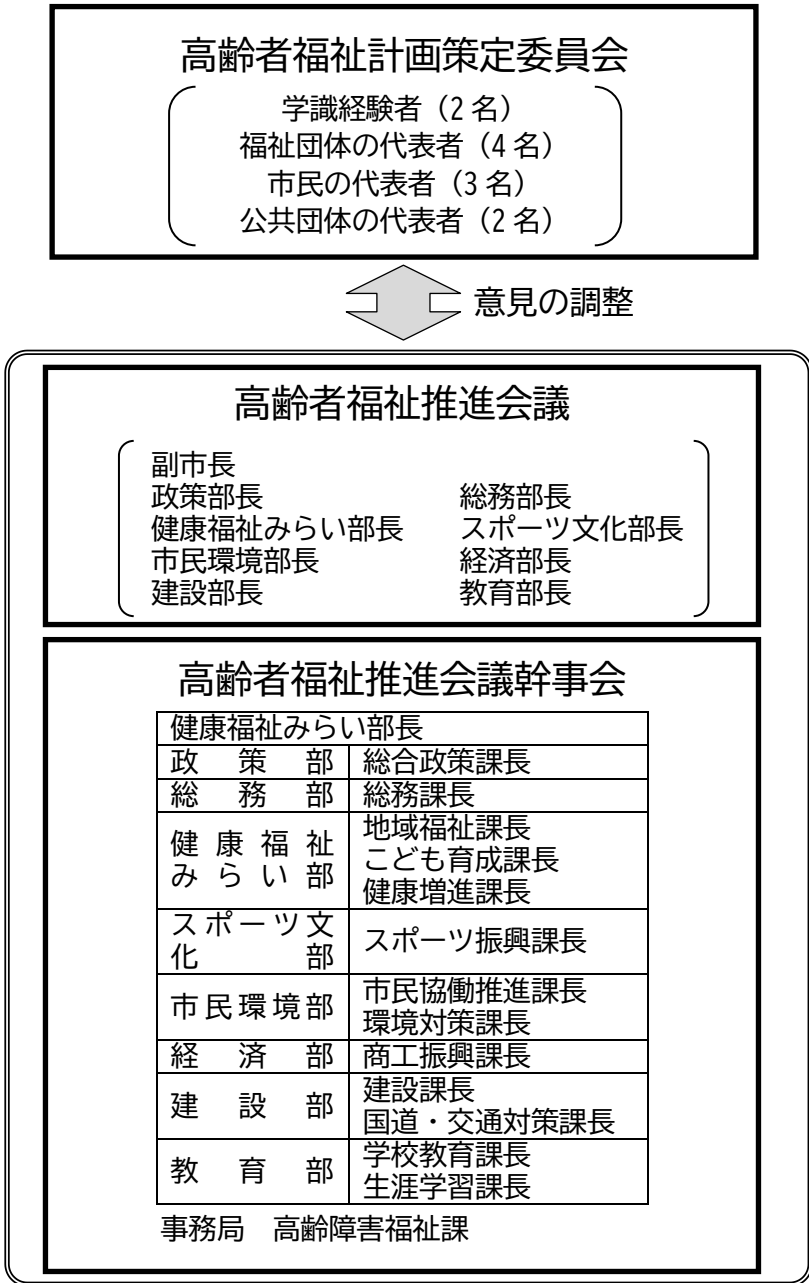 高齢者福祉計画策定委員会
学識経験者（2名）
福祉団体の代表者（4名）
市民の代表者（3名）
公共団体の代表者（2名）
意見の調整
高齢者福祉推進会議
副市長
政策部長　総務部長
健康福祉みらい部長　スポーツ文化部長
市民環境部長　経済部長
建設部長　教育部長
高齢者福祉推進会議幹事会
健康福祉みらい部長
政策部　総合政策課長
総務部　総務課長
健康福祉
みらい部
地域福祉課長
こども育成課長
健康増進課長
スポーツ文
化部
スポーツ振興課長
市民環境部
市民協働推進課長
環境対策課長
経済部　商工振興課長
建設部
建設課長
国道・交通対策課長
教育部
学校教育課長
生涯学習課長
事務局　高齢障害福祉課